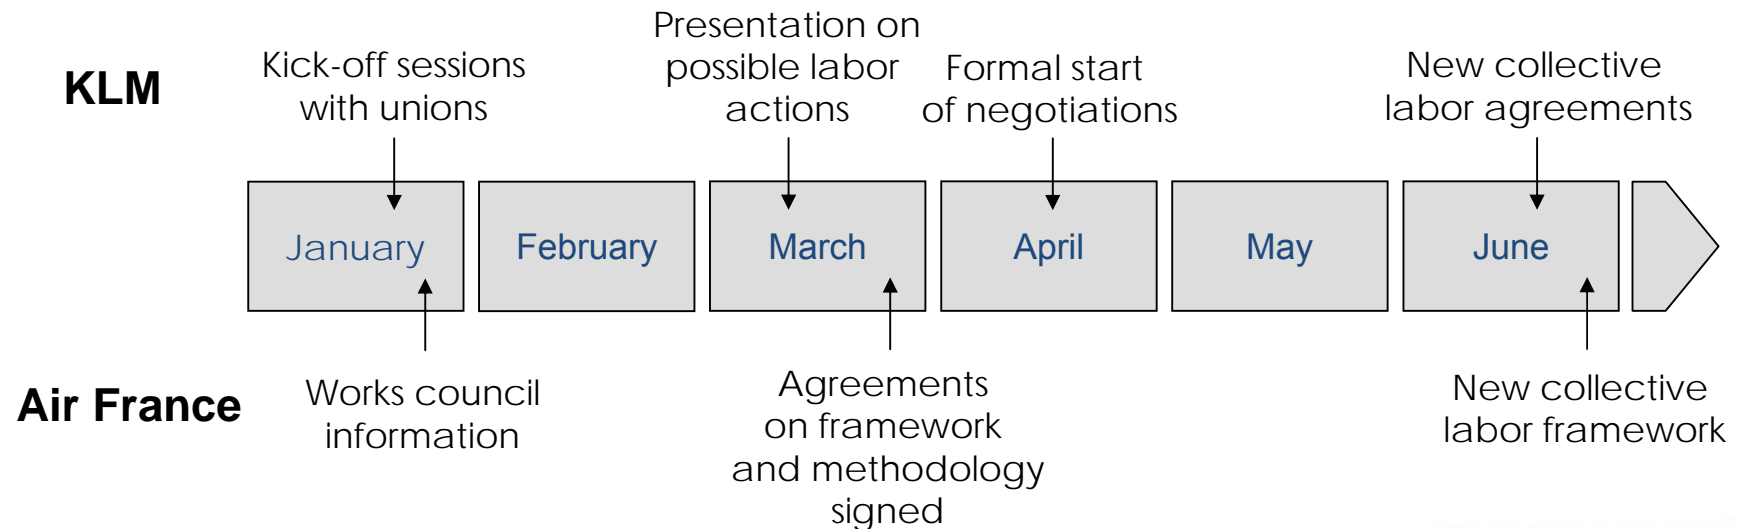 KLM
Kick-off sessions
with unions
Presentation on
possible labor
actions
Formal start
of negotiations
New collective
labor agreements
January
February
March
April
May
June
Air France
Works council
information
Agreements
on framework
and methodology
signed
New collective
labor framework